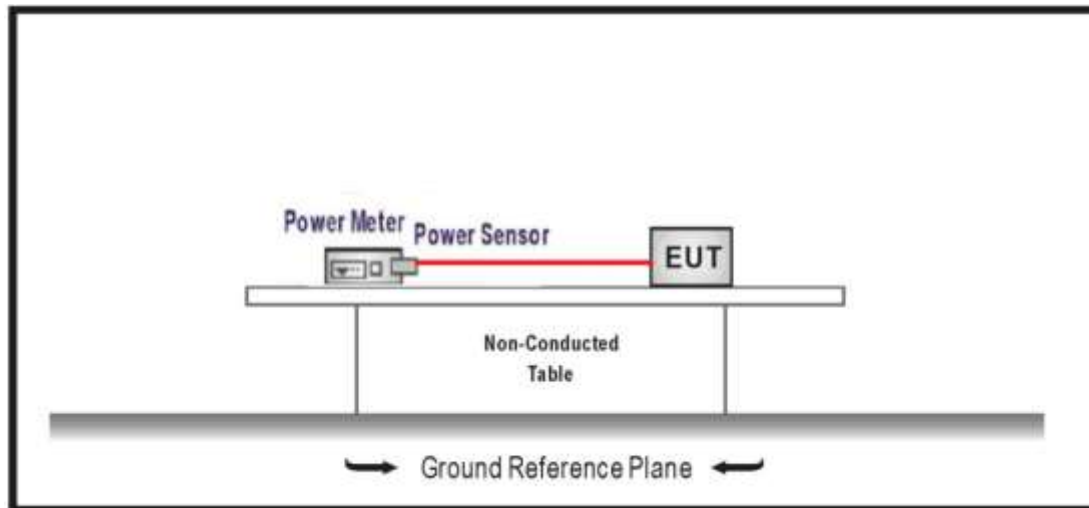 Power Meter
Power Sensor
EUT
Non-Conducted
Table
Ground Reference Plane